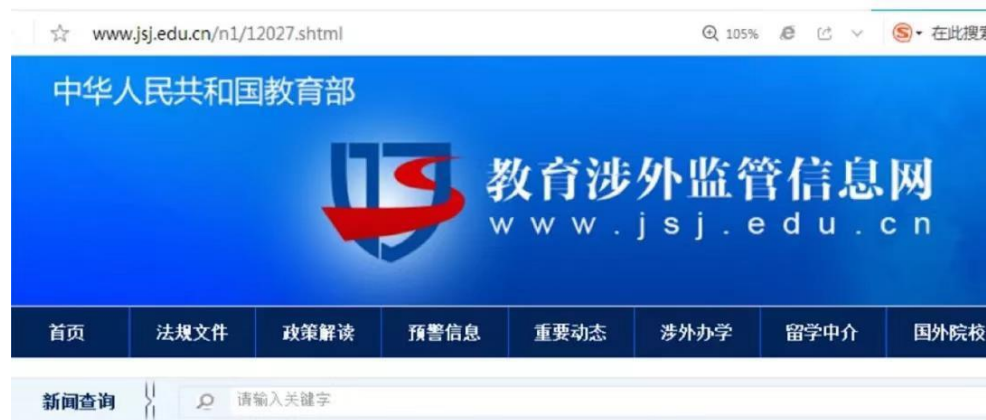 www.jsj.edu.cn/n1/12027.shtml 105% 在此搜索
中华人民共和国教育部
教育涉外监管信息网
www.jsj.edu.cn
首页 法规文件 政策解读 预警信息 重要动态 涉外办学 留学中介 国外院校
新闻查询 请输入关键字